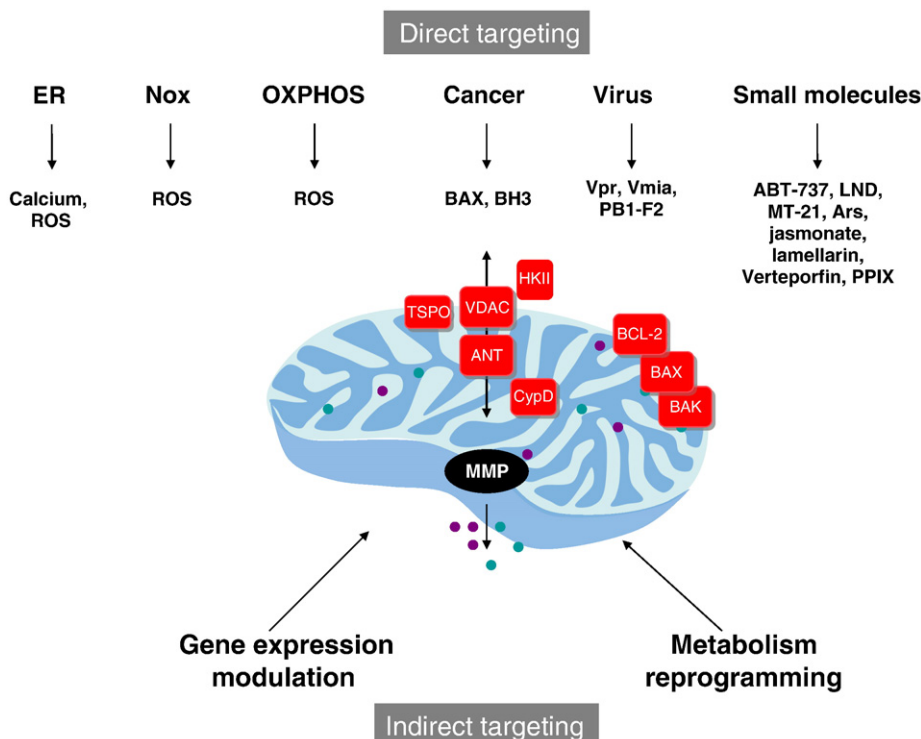 Direct targeting
ER
Nox
OXPHOS
Cancer
Virus
Small molecules
Calcium,
ROS
ROS
ROS
BAX, BH3
Vpr, Vmia,
PB1-F2
ABT-737, LND,
MT-21, Ars,
jasmonate,
lamellarin,
Verteporfin, PPIX
HKII
TSPO
VDAC
BCL-2
ANT
BAX
CypD
BAK
MMP
Gene expression
modulation
Metabolism
reprogramming
Indirect targeting